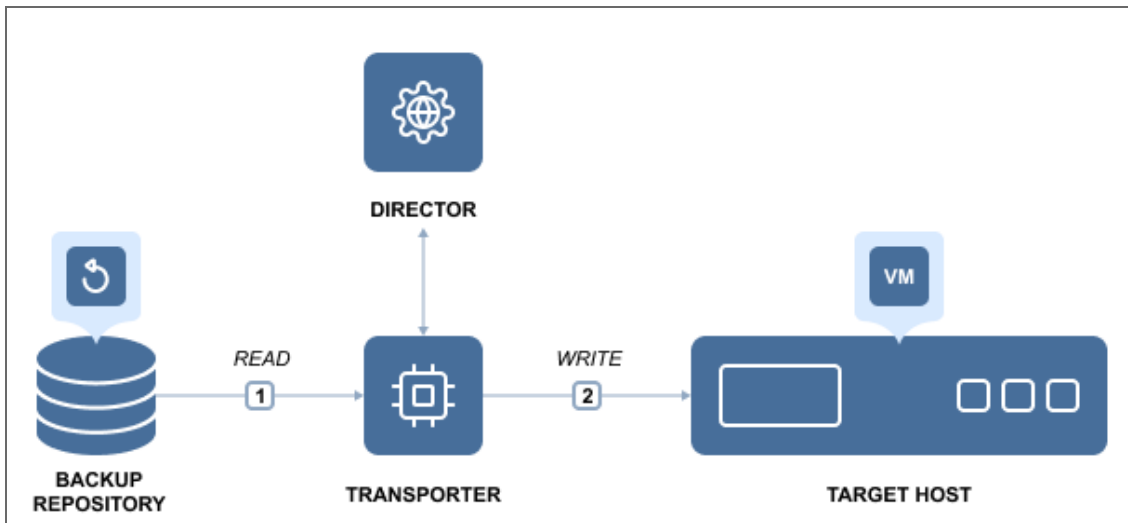 DIRECTOR
VM
READ
1
WRITE
2
BACKUP
REPOSITORY
TRANSPORTER
TARGET HOST